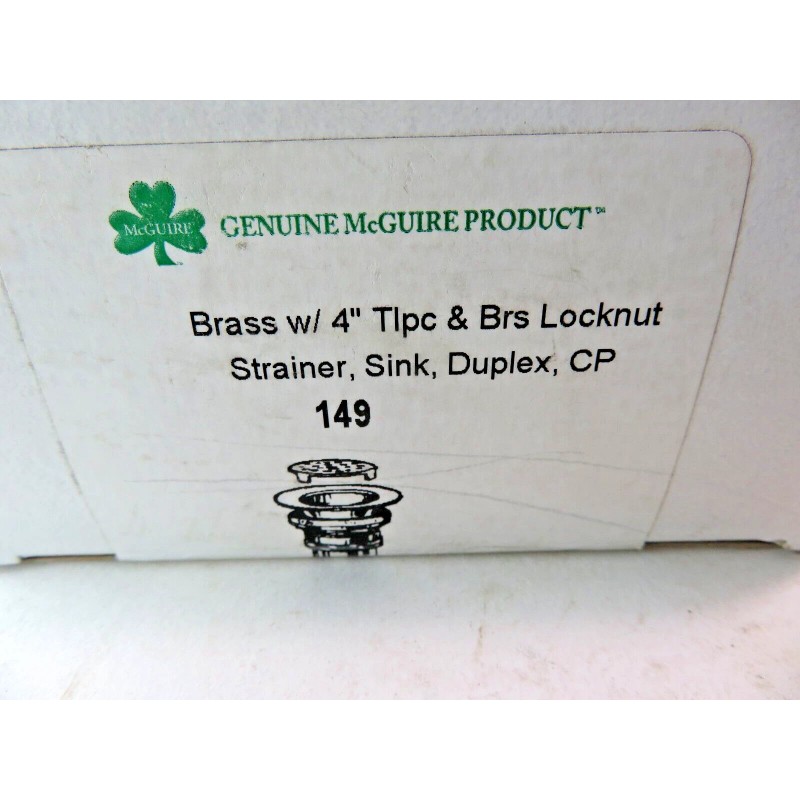 McGUIRE
GENUINE McGUIRE PRODUCT™
Brass w/ 4" Tlpc & Brs Locknut
Strainer, Sink, Duplex, CP
149